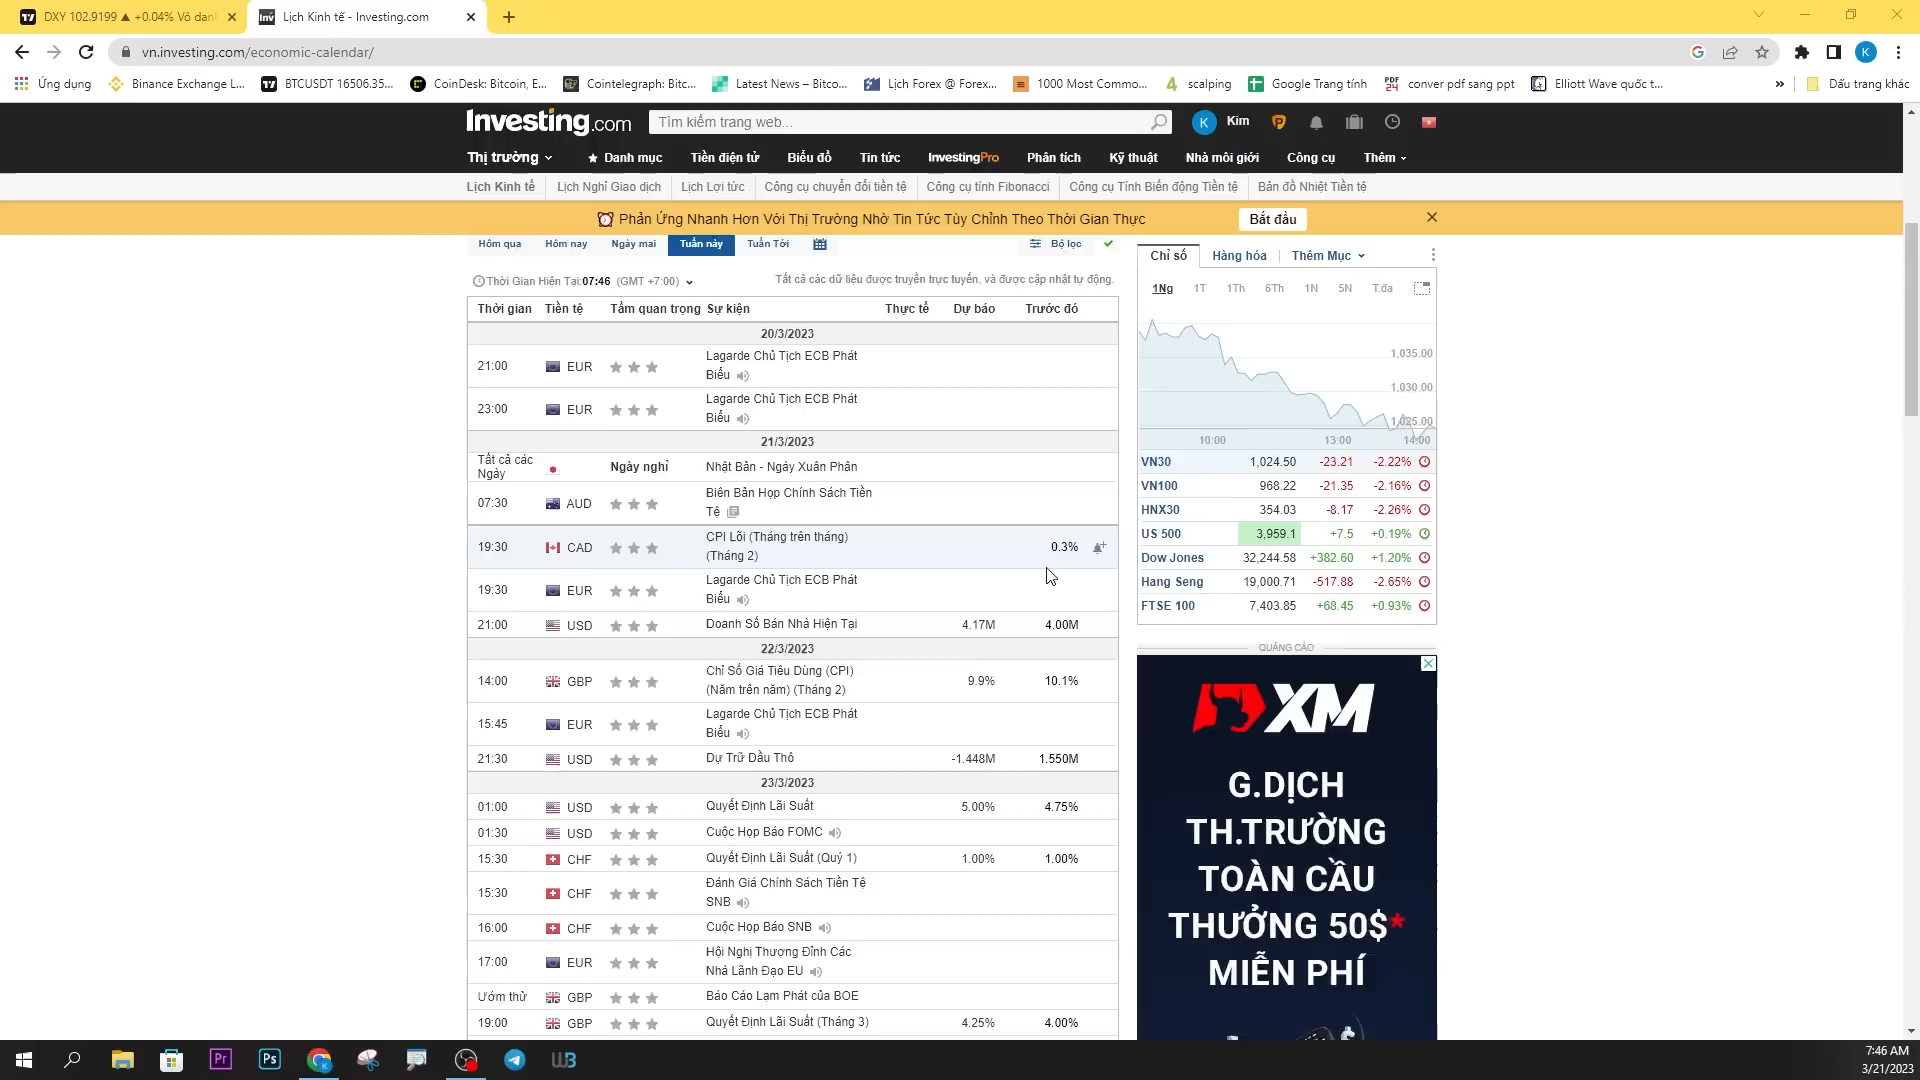 DXY 102.9199 ▲ +0.04% Vô dan
Lịch Kinh tế - Investing.com
vn.investing.com/economic-calendar/
K
Ứng dụng
Binance Exchange L...
BTCUSDT 16506.35...
CoinDesk: Bitcoin, E...
Cointelegraph: Bitc...
Latest News – Bitco...
Lịch Forex @ Forex...
1000 Most Commo...
scalping
Google Trang tính
conver pdf sang ppt
Elliott Wave quốc t...
»
Dấu trang khác
Investing.com
Tìm kiếm trang web...
K
Kim
Thị trường
Danh mục
Tiền điện tử
Biểu đồ
Tin tức
InvestingPro
Phân tích
Kỹ thuật
Nhà môi giới
Công cụ
Thêm
Lịch Kinh tế
Lịch Nghỉ Giao dịch
Lịch Lợi tức
Công cụ chuyển đổi tiền tệ
Công cụ tính Fibonacci
Công cụ Tính Biến động Tiền tệ
Bản đồ Nhiệt Tiền tệ
Phản Ứng Nhanh Hơn Với Thị Trường Nhờ Tin Tức Tùy Chỉnh Theo Thời Gian Thực
Bắt đầu
Hôm qua
Hôm nay
Ngày mai
Tuần này
Tuần Tới
Bộ lọc
Thời Gian Hiện Tại:07:46 (GMT +7:00)
Tất cả các dữ liệu được truyền trực tuyến, và được cập nhật tự động.
Thời gian Tiền tệ Tầm quan trọng Sự kiện Thực tế Dự báo Trước đó
20/3/2023
21:00 EUR Lagarde Chủ Tịch ECB Phát
Biểu
23:00 EUR Lagarde Chủ Tịch ECB Phát
Biểu
21/3/2023
Tất cả các
Ngày
Ngày nghỉ Nhật Bản - Ngày Xuân Phân
07:30 AUD Biên Bản Họp Chính Sách Tiền
Tệ
19:30 CAD CPI Lõi (Tháng trên tháng)
(Tháng 2)
0.3%
19:30 EUR Lagarde Chủ Tịch ECB Phát
Biểu
21:00 USD Doanh Số Bán Nhà Hiện Tại 4.17M 4.00M
22/3/2023
14:00 GBP Chỉ Số Giá Tiêu Dùng (CPI)
(Năm trên năm) (Tháng 2)
9.9% 10.1%
15:45 EUR Lagarde Chủ Tịch ECB Phát
Biểu
21:30 USD Dự Trữ Dầu Thô -1.448M 1.550M
23/3/2023
01:00 USD Quyết Định Lãi Suất 5.00% 4.75%
01:30 USD Cuộc Họp Báo FOMC
15:30 CHF Quyết Định Lãi Suất (Quý 1) 1.00% 1.00%
15:30 CHF Đánh Giá Chính Sách Tiền Tệ
SNB
16:00 CHF Cuộc Họp Báo SNB
17:00 EUR Hội Nghị Thượng Đỉnh Các
Nhà Lãnh Đạo EU
Ướm thử GBP Báo Cáo Lạm Phát của BOE
19:00 GBP Quyết Định Lãi Suất (Tháng 3) 4.25% 4.00%
Chỉ số
Hàng hóa
Thêm Mục
1Ng 1T 1Th 6Th 1N 5N T.đa
1,035.00
1,030.00
1,025.00
10:00 13:00 14:00
VN30 1,024.50 -23.21 -2.22%
VN100 968.22 -21.35 -2.16%
HNX30 354.03 -8.17 -2.26%
US 500 3,959.1 +7.5 +0.19%
Dow Jones 32,244.58 +382.60 +1.20%
Hang Seng 19,000.71 -517.88 -2.65%
FTSE 100 7,403.85 +68.45 +0.93%
QUẢNG CÁO
XM
G.DỊCH
TH.TRƯỜNG
TOÀN CẦU
THƯỞNG 50$*
MIỄN PHÍ
Pr
Ps
7:46 AM
3/21/2023